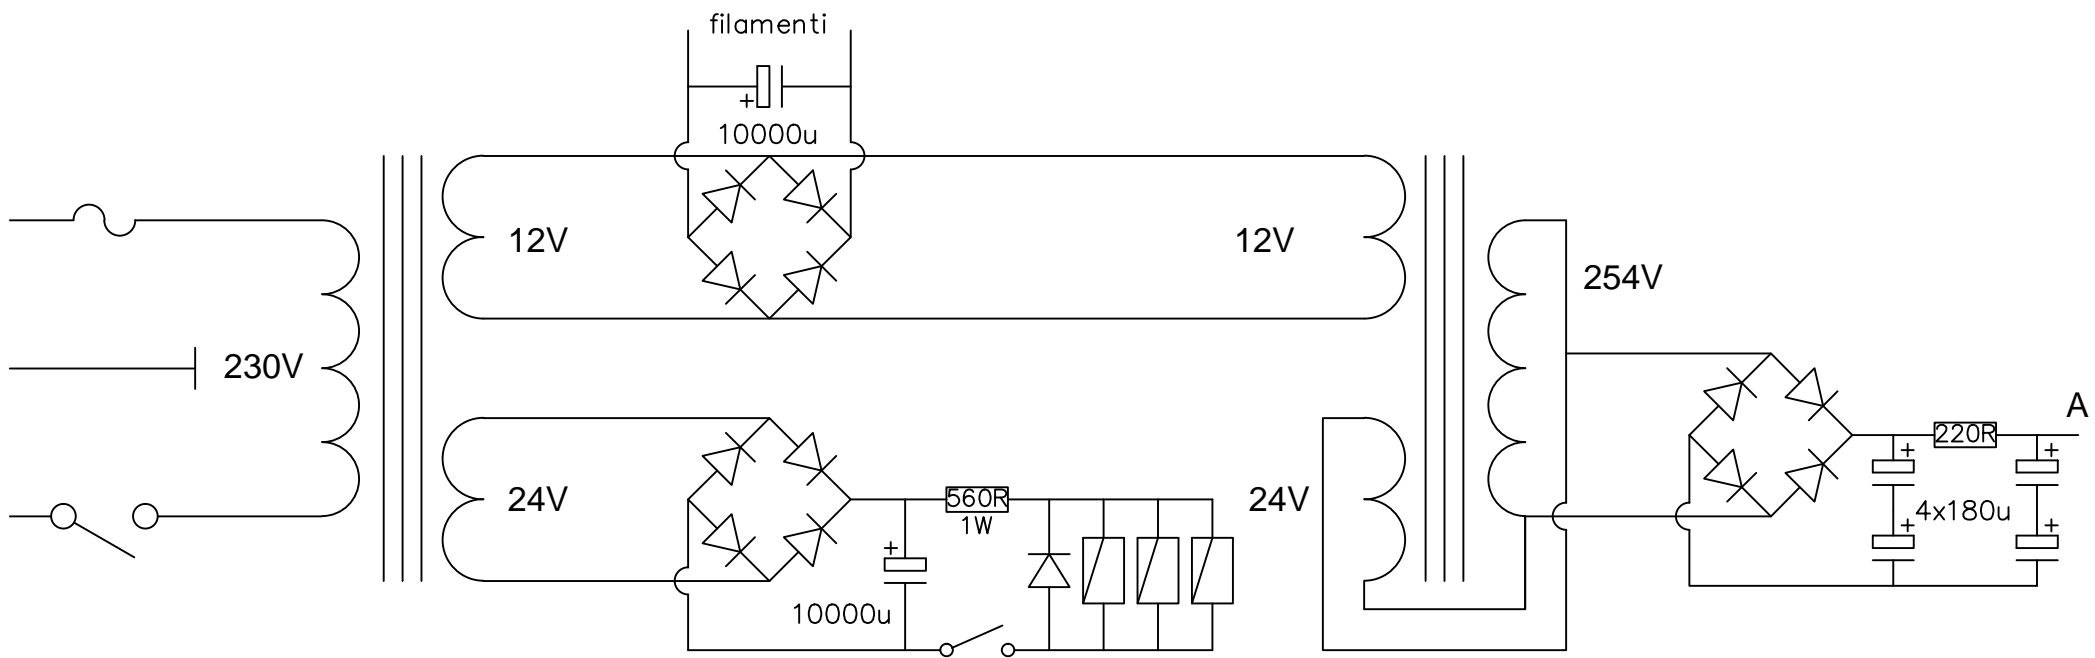 filamenti
+
10000u
12V
12V
254V
230V
A
220R
+
+
24V
560R
1W
24V
4x180u
+
+
+
10000u